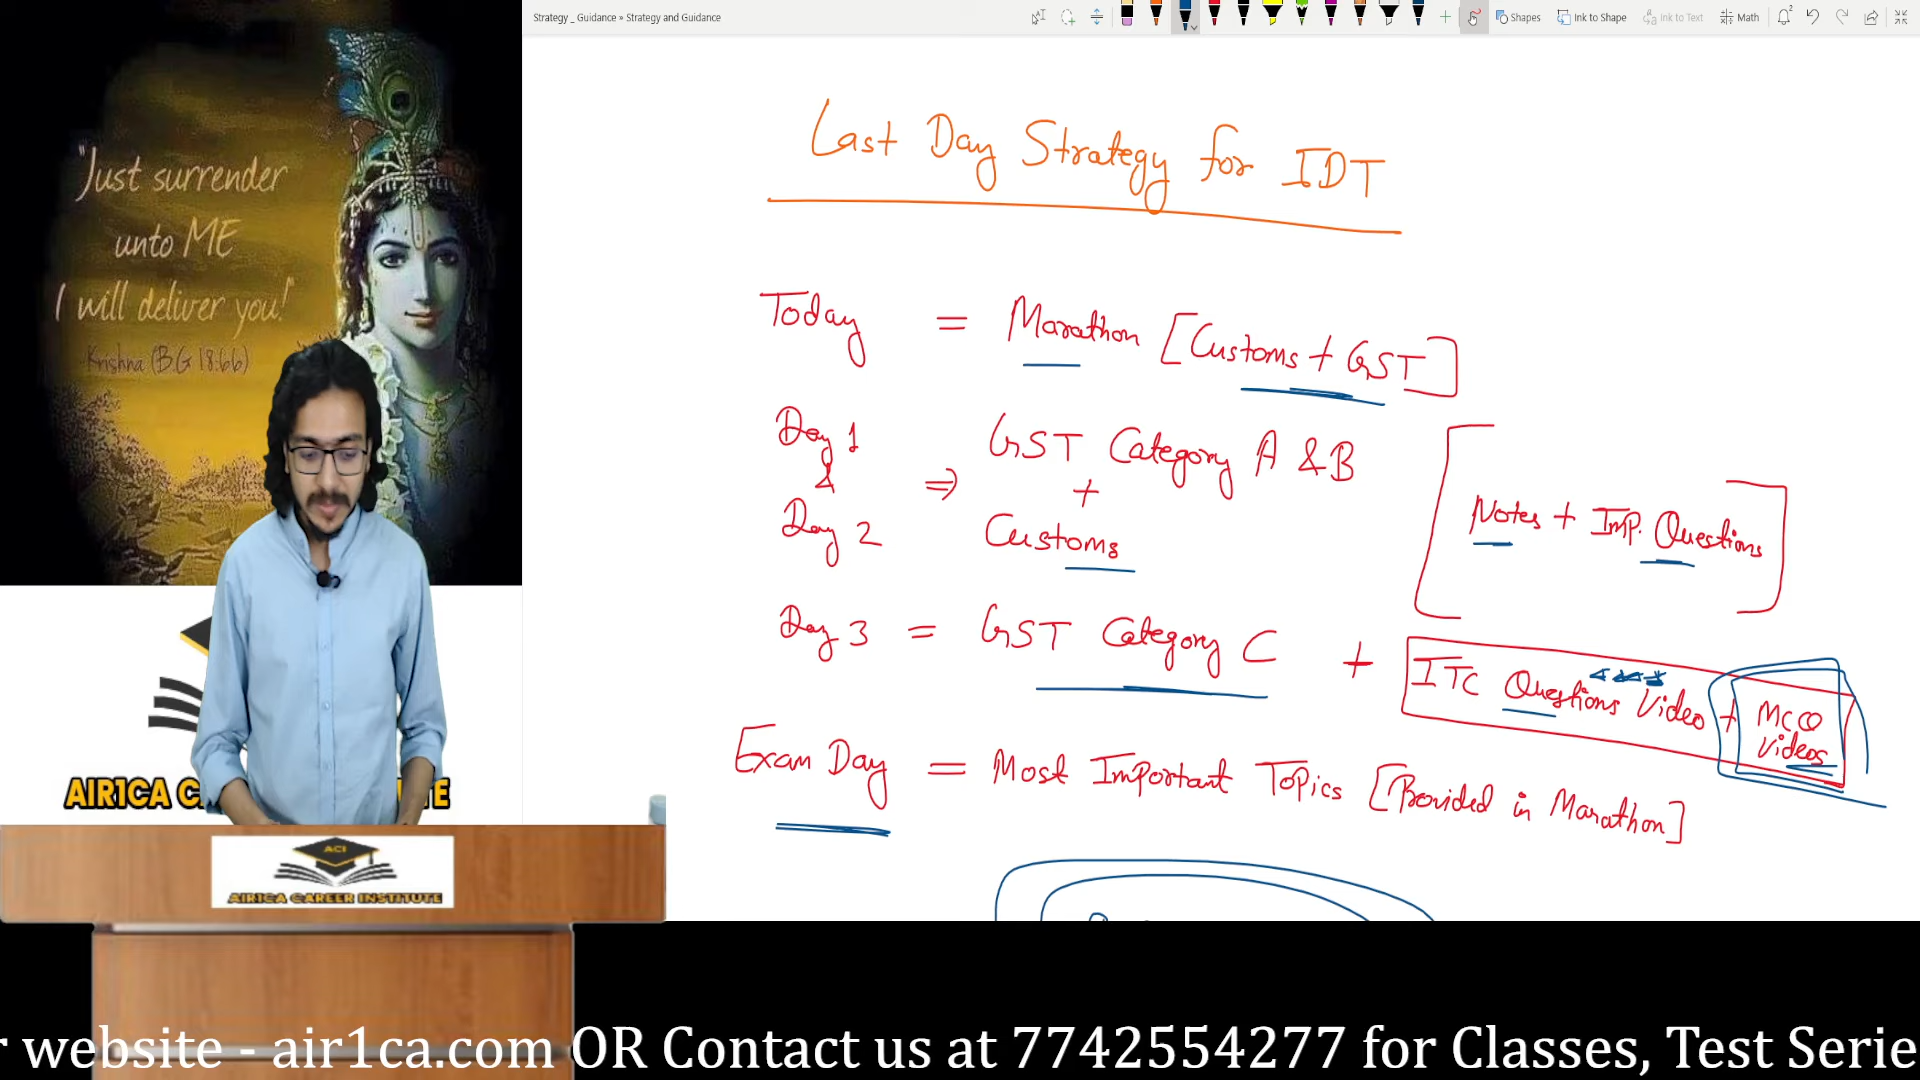 Strategy _ Guidance » Strategy and Guidance
Shapes
Ink to Shape
Ink to Text
Math
"Just surrender
unto ME
I will deliver you!"
-Krishna (B.G 18:66)
Last Day Strategy for IDT
Today = Marathon [Customs + GST]
Day 1
&
Day 2
⇒ GST Category A & B
+
Customs
[Notes + Imp. Questions]
Day 3 = GST Category C + ITC Questions Video + MCQ
Videos
Exam Day = Most Important Topics [Provided in Marathon]
AIR1CA C
TE
ACI
AIR1CA CAREER INSTITUTE
r website - air1ca.com OR Contact us at 7742554277 for Classes, Test Serie